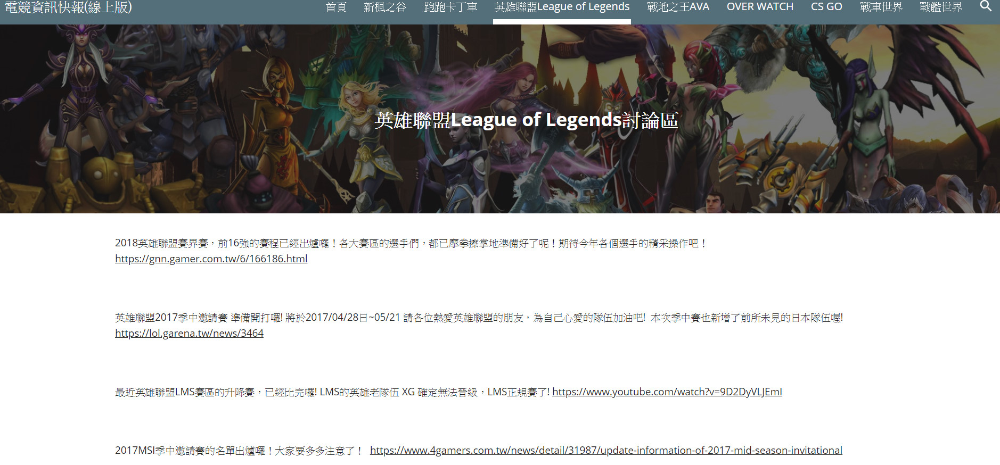 電競資訊快報(線上版)
首頁 新楓之谷 跑跑卡丁車 英雄聯盟League of Legends 戰地之王AVA OVER WATCH CS GO 戰車世界 戰艦世界
英雄聯盟League of Legends討論區
2018英雄聯盟賽界賽，前16強的賽程已經出爐囉！各大賽區的選手們，都已摩拳擦掌地準備好了呢！期待今年各個選手的精采操作吧！
https://gnn.gamer.com.tw/6/166186.html
英雄聯盟2017季中邀請賽 準備開打囉! 將於2017/04/28日~05/21 請各位熱愛英雄聯盟的朋友，為自己心愛的隊伍加油吧! 本次季中賽也新增了前所未見的日本隊伍喔!
https://lol.garena.tw/news/3464
最近英雄聯盟LMS賽區的升降賽，已經比完囉! LMS的英雄老隊伍 XG 確定無法晉級，LMS正規賽了! https://www.youtube.com/watch?v=9D2DyVLJEmI
2017MSI季中邀請賽的名單出爐囉！大家要多多注意了！ https://www.4gamers.com.tw/news/detail/31987/update-information-of-2017-mid-season-invitational